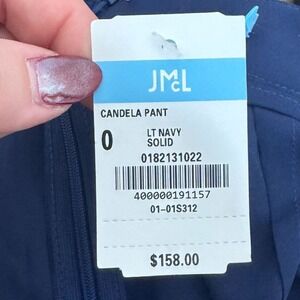 JMcL
CANDELA PANT
0
LT NAVY
SOLID
0182131022
400000191157
01-01S312
$158.00